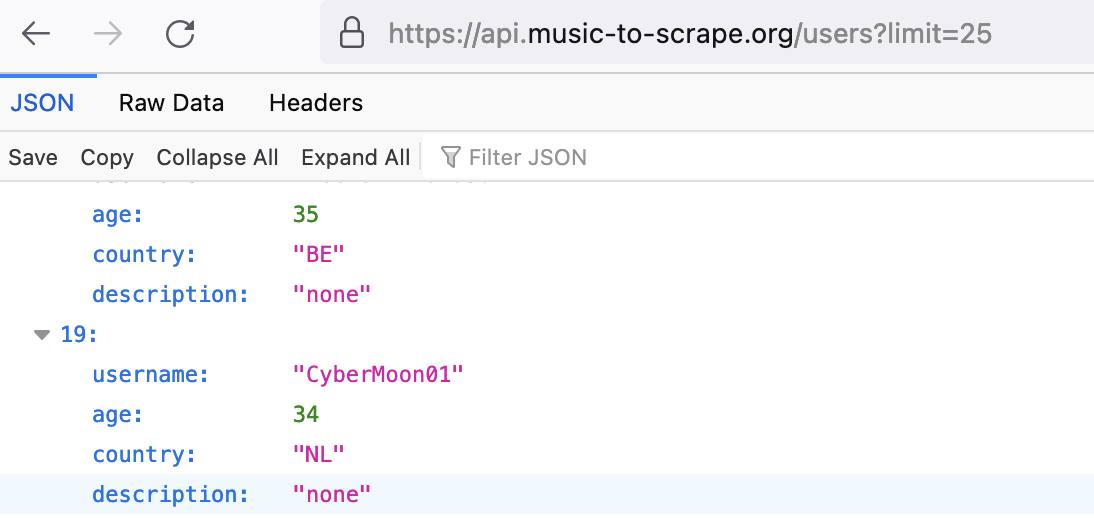 https://api.music-to-scrape.org/users?limit=25
JSON Raw Data Headers
Save Copy Collapse All Expand All Filter JSON
age: 35
country: "BE"
description: "none"
19:
username: "CyberMoon01"
age: 34
country: "NL"
description: "none"